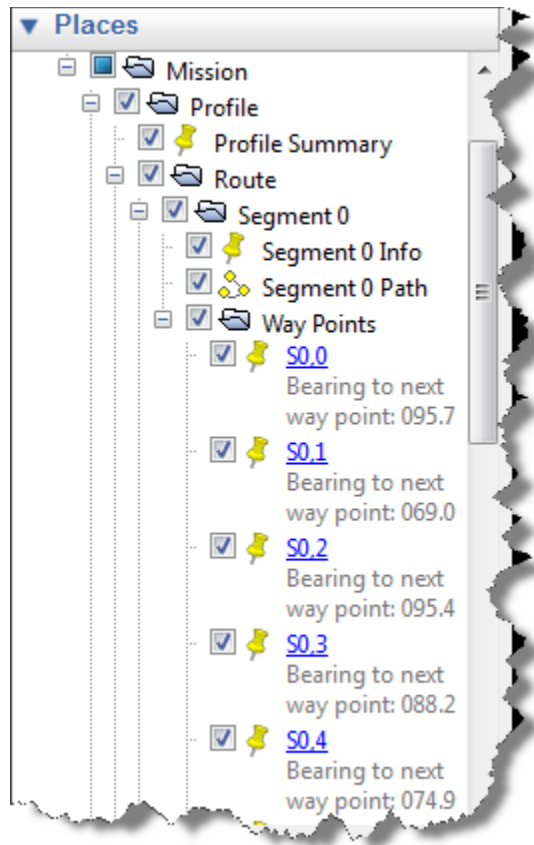 Places
Mission
Profile
Profile Summary
Route
Segment 0
Segment 0 Info
Segment 0 Path
Way Points
S0,0
Bearing to next
way point: 095.7
S0,1
Bearing to next
way point: 069.0
S0,2
Bearing to next
way point: 095.4
S0,3
Bearing to next
way point: 088.2
S0,4
Bearing to next
way point: 074.9